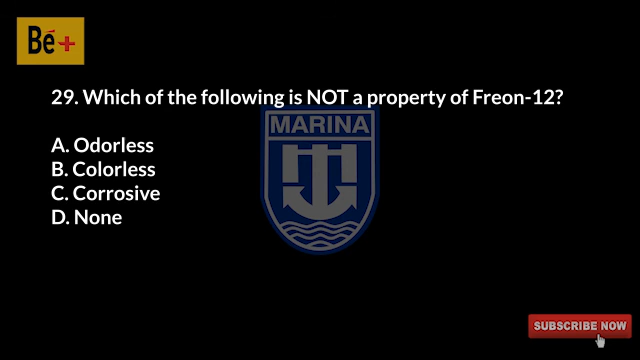 Bé+
29. Which of the following is NOT a property of Freon-12?
A. Odorless
B. Colorless
C. Corrosive
D. None
MARINA
SUBSCRIBE NOW